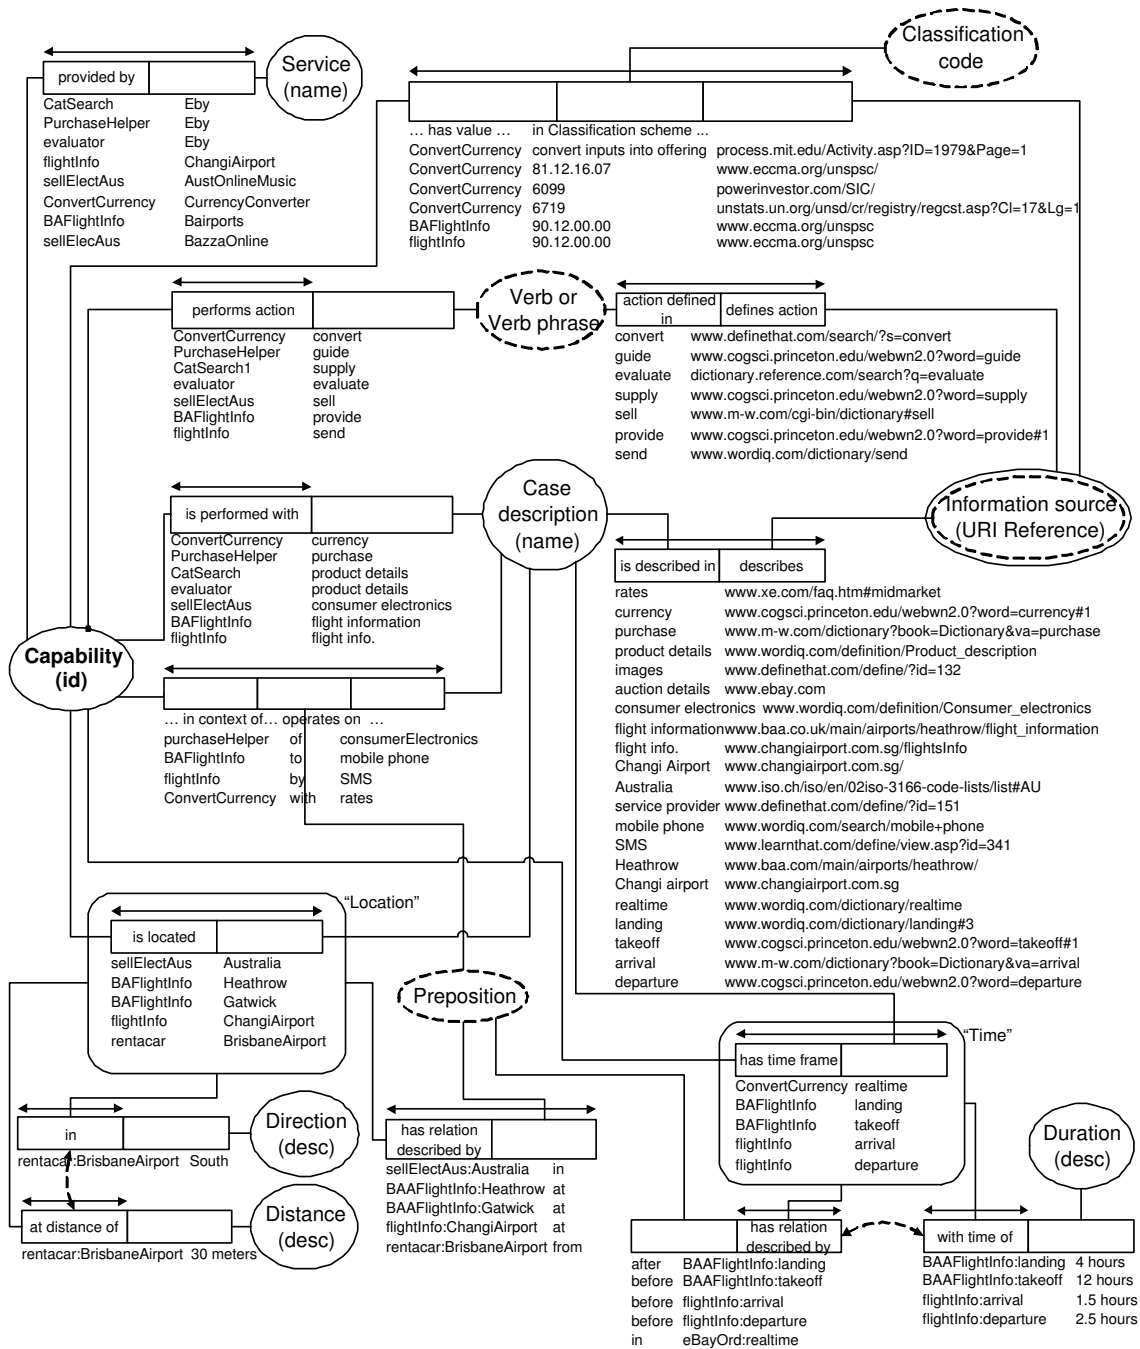 Classification
code
provided by
Service
(name)
CatSearch Eby
PurchaseHelper Eby
evaluator Eby
flightInfo ChangiAirport
sellElectAus AustOnlineMusic
ConvertCurrency CurrencyConverter
BAFlightInfo Bairports
sellElecAus BazzaOnline
... has value ... in Classification scheme ...
ConvertCurrency convert inputs into offering process.mit.edu/Activity.asp?ID=1979&Page=1
ConvertCurrency 81.12.16.07 www.eccma.org/unspsc/
ConvertCurrency 6099 powerinvestor.com/SIC/
ConvertCurrency 6719 unstats.un.org/unsd/cr/registry/regcst.asp?Cl=17&Lg=1
BAFlightInfo 90.12.00.00 www.eccma.org/unspsc
flightInfo 90.12.00.00 www.eccma.org/unspsc
performs action
Verb or
Verb phrase
action defined
in
defines action
ConvertCurrency convert
PurchaseHelper guide
CatSearch1 supply
evaluator evaluate
sellElectAus sell
BAFlightInfo provide
flightInfo send
convert www.definethat.com/search/?s=convert
guide www.cogsci.princeton.edu/webwn2.0?word=guide
evaluate dictionary.reference.com/search?q=evaluate
supply www.cogsci.princeton.edu/webwn2.0?word=supply
sell www.m-w.com/cgi-bin/dictionary#sell
provide www.cogsci.princeton.edu/webwn2.0?word=provide#1
send www.wordiq.com/dictionary/send
is performed with
Case
description
(name)
Information source
(URI Reference)
ConvertCurrency currency
PurchaseHelper purchase
CatSearch product details
evaluator product details
sellElectAus consumer electronics
BAFlightInfo flight information
flightInfo flight info.
is described in describes
rates www.xe.com/faq.htm#midmarket
currency www.cogsci.princeton.edu/webwn2.0?word=currency#1
purchase www.m-w.com/dictionary?book=Dictionary&va=purchase
product details www.wordiq.com/definition/Product_description
images www.definethat.com/define/?id=132
auction details www.ebay.com
consumer electronics www.wordiq.com/definition/Consumer_electronics
flight information www.baa.co.uk/main/airports/heathrow/flight_information
flight info. www.changiairport.com.sg/flightsInfo
Changi Airport www.changiairport.com.sg/
Australia www.iso.ch/iso/en/02iso-3166-code-lists/list#AU
service provider www.definethat.com/define/?id=151
mobile phone www.wordiq.com/search/mobile+phone
SMS www.learnthat.com/define/view.asp?id=341
Heathrow www.baa.com/main/airports/heathrow/
Changi airport www.changiairport.com.sg
realtime www.wordiq.com/dictionary/realtime
landing www.wordiq.com/dictionary/landing#3
takeoff www.cogsci.princeton.edu/webwn2.0?word=takeoff#1
arrival www.m-w.com/dictionary?book=Dictionary&va=arrival
departure www.cogsci.princeton.edu/webwn2.0?word=departure
Capability
(id)
... in context of... operates on ...
purchaseHelper of consumerElectronics
BAFlightInfo to mobile phone
flightInfo by SMS
ConvertCurrency with rates
"Location"
is located
sellElectAus Australia
BAFlightInfo Heathrow
BAFlightInfo Gatwick
flightInfo ChangiAirport
rentacar BrisbaneAirport
Preposition
"Time"
has time frame
ConvertCurrency realtime
BAFlightInfo landing
BAFlightInfo takeoff
flightInfo arrival
flightInfo departure
in
Direction
(desc)
rentacar:BrisbaneAirport South
at distance of
Distance
(desc)
rentacar:BrisbaneAirport 30 meters
has relation
described by
sellElectAus:Australia in
BAAFlightInfo:Heathrow at
BAAFlightInfo:Gatwick at
flightInfo:ChangiAirport at
rentacar:BrisbaneAirport from
Duration
(desc)
has relation
described by
after BAAFlightInfo:landing
before BAAFlightInfo:takeoff
before flightInfo:arrival
before flightInfo:departure
in eBayOrd:realtime
with time of
BAAFlightInfo:landing 4 hours
BAAFlightInfo:takeoff 12 hours
flightInfo:arrival 1.5 hours
flightInfo:departure 2.5 hours